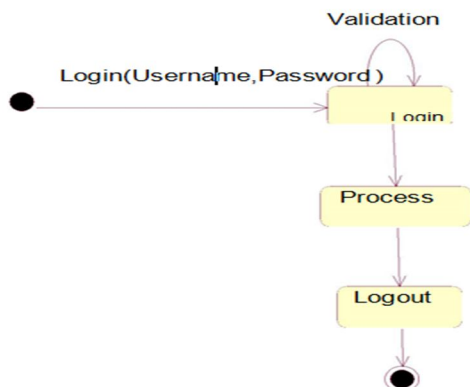 Validation
Login(Username,Password )
Login
Process
Logout